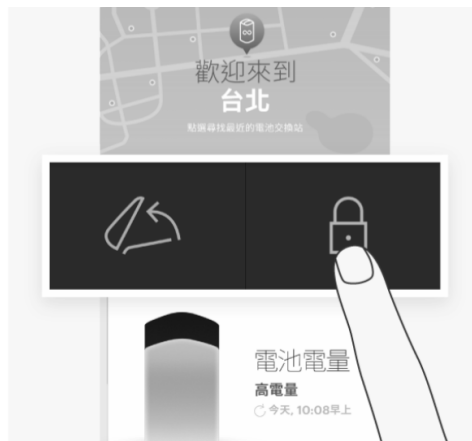 歡迎來到
台北
點選尋找最近的電池交換站
電池電量
高電量
今天, 10:08早上